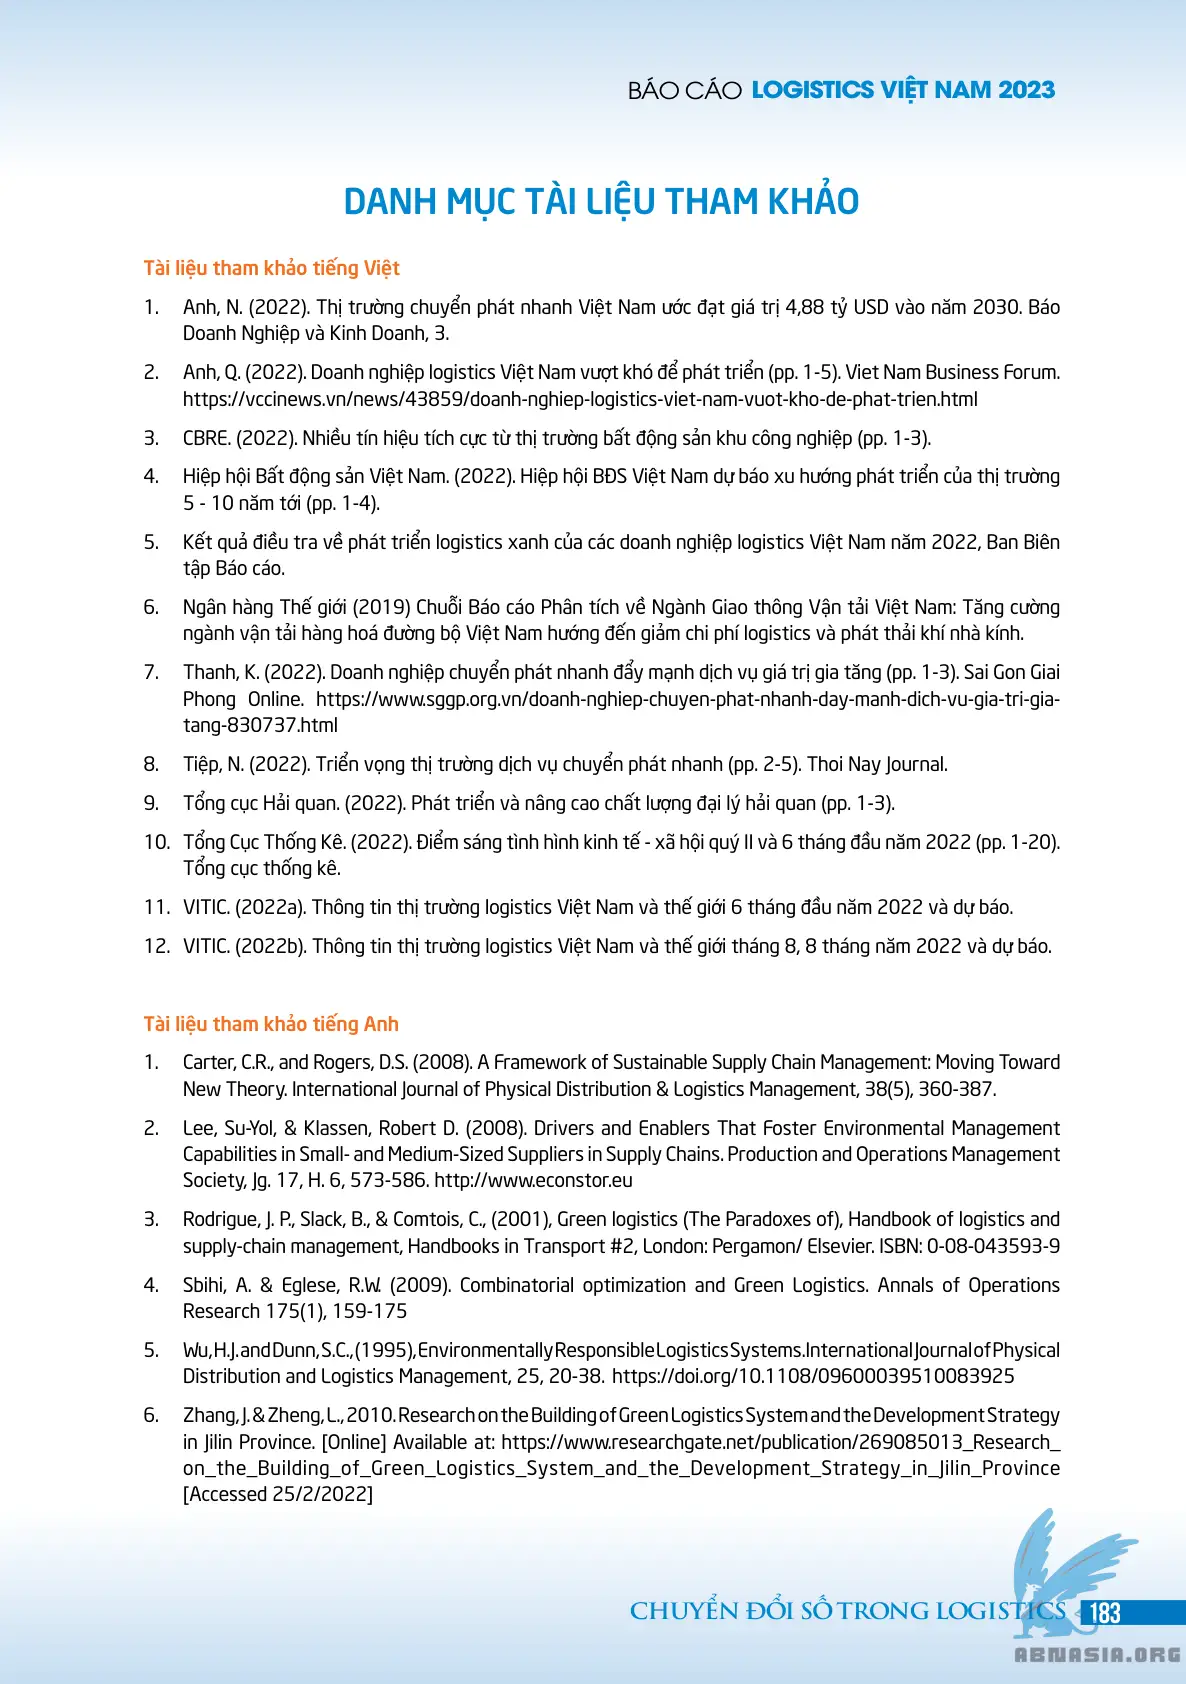 BÁO CÁO LOGISTICS VIỆT NAM 2023
DANH MỤC TÀI LIỆU THAM KHẢO
Tài liệu tham khảo tiếng Việt
1. Anh, N. (2022). Thị trường chuyển phát nhanh Việt Nam ước đạt giá trị 4,88 tỷ USD vào năm 2030. Báo
Doanh Nghiệp và Kinh Doanh, 3.
2. Anh, Q. (2022). Doanh nghiệp logistics Việt Nam vượt khó để phát triển (pp. 1-5). Viet Nam Business Forum.
https://vccinews.vn/news/43859/doanh-nghiep-logistics-viet-nam-vuot-kho-de-phat-trien.html
3. CBRE. (2022). Nhiều tín hiệu tích cực từ thị trường bất động sản khu công nghiệp (pp. 1-3).
4. Hiệp hội Bất động sản Việt Nam. (2022). Hiệp hội BĐS Việt Nam dự báo xu hướng phát triển của thị trường
5 - 10 năm tới (pp. 1-4).
5. Kết quả điều tra về phát triển logistics xanh của các doanh nghiệp logistics Việt Nam năm 2022, Ban Biên
tập Báo cáo.
6. Ngân hàng Thế giới (2019) Chuỗi Báo cáo Phân tích về Ngành Giao thông Vận tải Việt Nam: Tăng cường
ngành vận tải hàng hoá đường bộ Việt Nam hướng đến giảm chi phí logistics và phát thải khí nhà kính.
7. Thanh, K. (2022). Doanh nghiệp chuyển phát nhanh đẩy mạnh dịch vụ giá trị gia tăng (pp. 1-3). Sai Gon Giai
Phong Online. https://www.sggp.org.vn/doanh-nghiep-chuyen-phat-nhanh-day-manh-dich-vu-gia-tri-gia-
tang-830737.html
8. Tiệp, N. (2022). Triển vọng thị trường dịch vụ chuyển phát nhanh (pp. 2-5). Thoi Nay Journal.
9. Tổng cục Hải quan. (2022). Phát triển và nâng cao chất lượng đại lý hải quan (pp. 1-3).
10. Tổng Cục Thống Kê. (2022). Điểm sáng tình hình kinh tế - xã hội quý II và 6 tháng đầu năm 2022 (pp. 1-20).
Tổng cục thống kê.
11. VITIC. (2022a). Thông tin thị trường logistics Việt Nam và thế giới 6 tháng đầu năm 2022 và dự báo.
12. VITIC. (2022b). Thông tin thị trường logistics Việt Nam và thế giới tháng 8, 8 tháng năm 2022 và dự báo.
Tài liệu tham khảo tiếng Anh
1. Carter, C.R., and Rogers, D.S. (2008). A Framework of Sustainable Supply Chain Management: Moving Toward
New Theory. International Journal of Physical Distribution & Logistics Management, 38(5), 360-387.
2. Lee, Su-Yol, & Klassen, Robert D. (2008). Drivers and Enablers That Foster Environmental Management
Capabilities in Small- and Medium-Sized Suppliers in Supply Chains. Production and Operations Management
Society, Jg. 17, H. 6, 573-586. http://www.econstor.eu
3. Rodrigue, J. P., Slack, B., & Comtois, C., (2001), Green logistics (The Paradoxes of), Handbook of logistics and
supply-chain management, Handbooks in Transport #2, London: Pergamon/ Elsevier. ISBN: 0-08-043593-9
4. Sbihi, A. & Eglese, R.W. (2009). Combinatorial optimization and Green Logistics. Annals of Operations
Research 175(1), 159-175
5. Wu, H.J. and Dunn, S.C., (1995), Environmentally Responsible Logistics Systems. International Journal of Physical
Distribution and Logistics Management, 25, 20-38. https://doi.org/10.1108/09600039510083925
6. Zhang, J. & Zheng, L., 2010. Research on the Building of Green Logistics System and the Development Strategy
in Jilin Province. [Online] Available at: https://www.researchgate.net/publication/269085013_Research_
on_the_Building_of_Green_Logistics_System_and_the_Development_Strategy_in_Jilin_Province
[Accessed 25/2/2022]
CHUYỂN ĐỔI SỐ TRONG LOGISTICS 183
ABMASIA.ORG